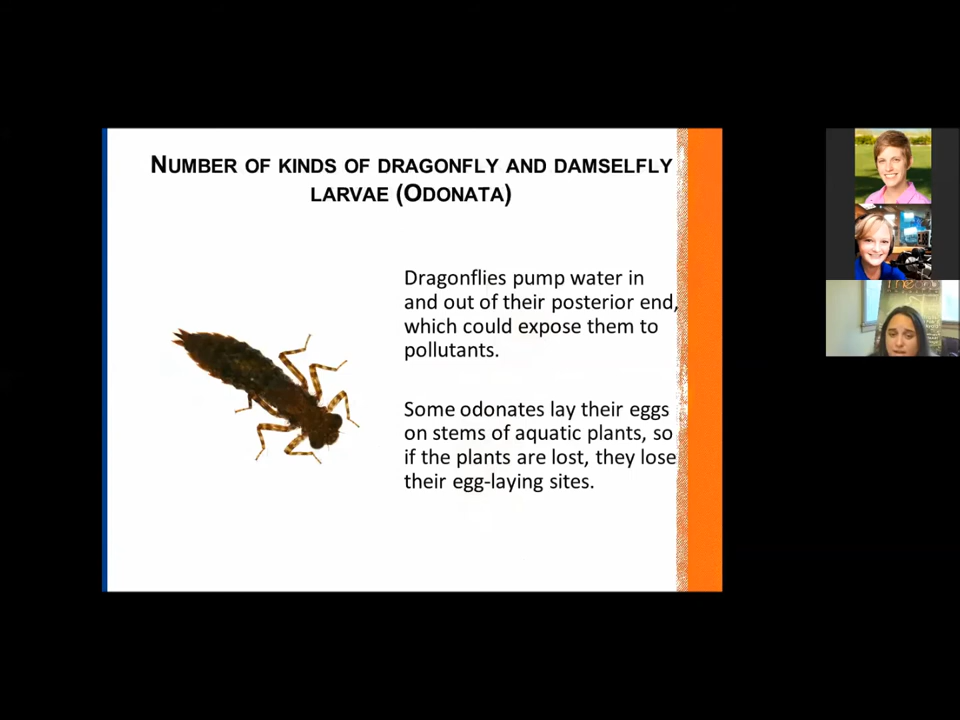 NUMBER OF KINDS OF DRAGONFLY AND DAMSELFLY
LARVAE (ODONATA)
Dragonflies pump water in
and out of their posterior end,
which could expose them to
pollutants.
Some odonates lay their eggs
on stems of aquatic plants, so
if the plants are lost, they lose
their egg-laying sites.